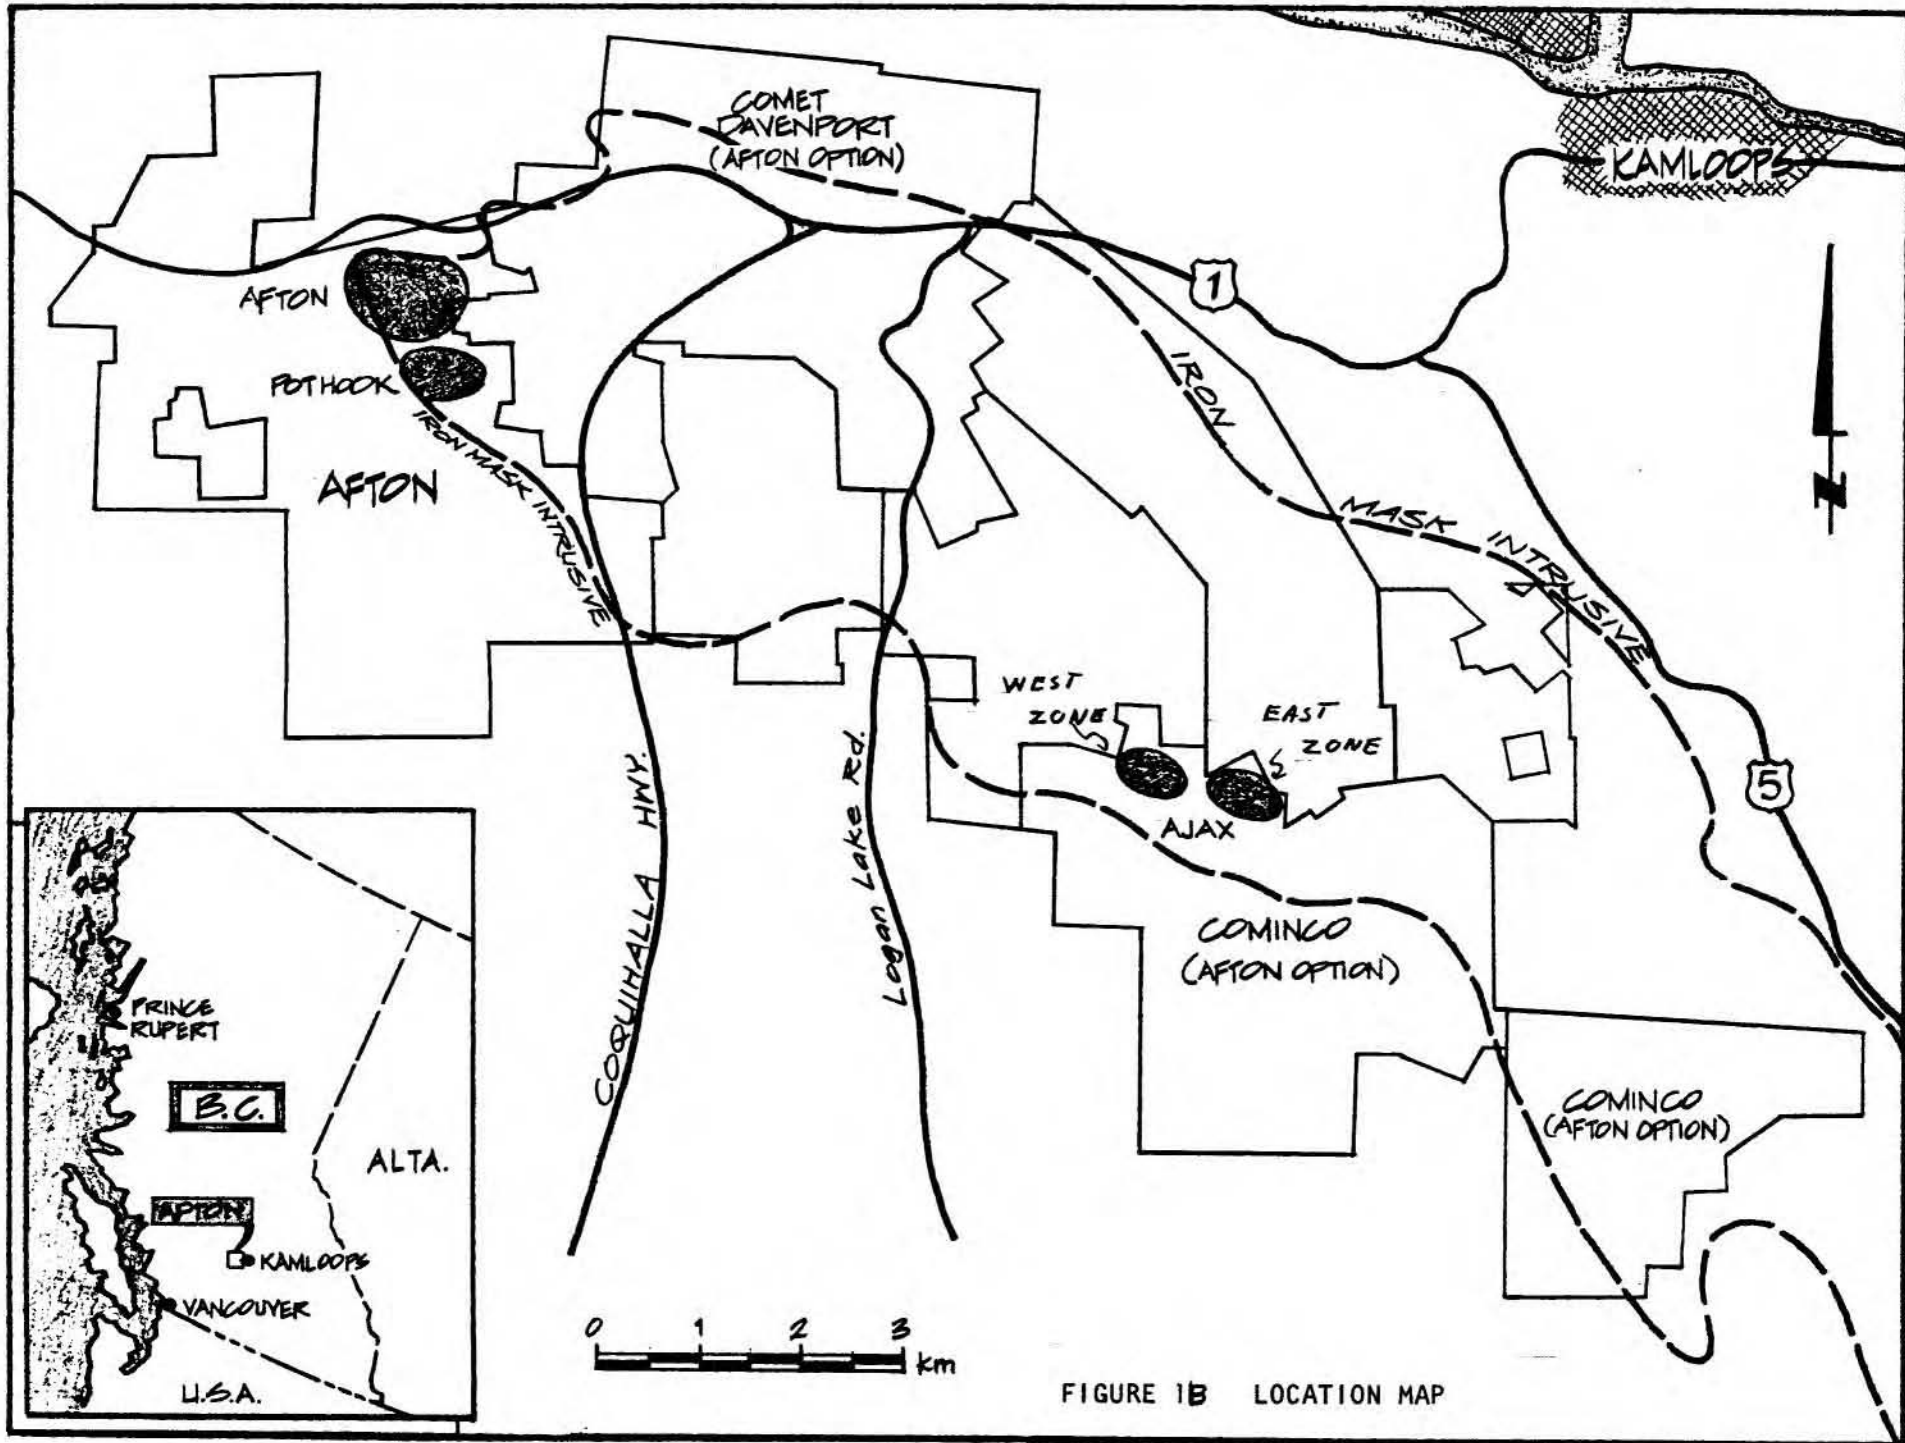 COMET
DAVENPORT
(AFTON OPTION)
KAMLOOPS
1
AFTON
POTHOOK
IRON MASK INTRUSIVE
AFTON
IRON
MASK INTRUSIVE
N
WEST
ZONE
EAST
ZONE
AJAX
5
COQUIHALLA HWY.
Logan Lake Rd.
COMINCO
(AFTON OPTION)
COMINCO
(AFTON OPTION)
PRINCE
RUPERT
B.C.
ALTA.
AFTON
KAMLOOPS
VANCOUVER
U.S.A.
0 1 2 3
km
FIGURE 1B LOCATION MAP